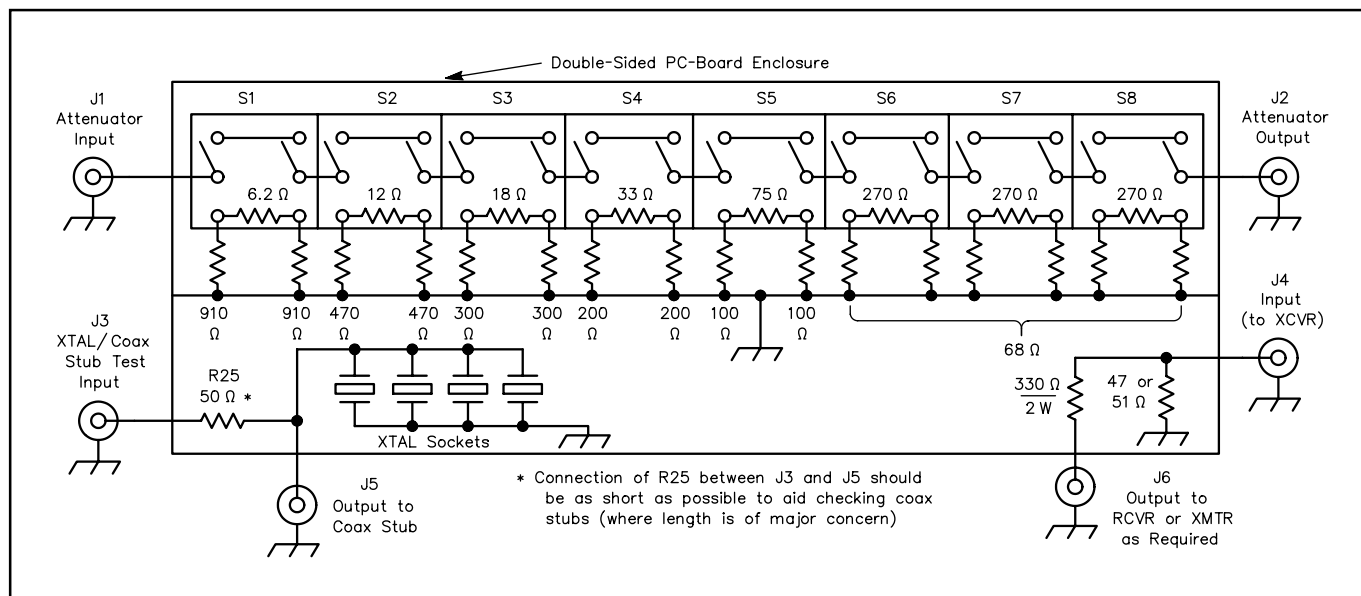 Double-Sided PC-Board Enclosure
J1
Attenuator
Input
S1
S2
S3
S4
S5
S6
S7
S8
J2
Attenuator
Output
6.2 Ω
12 Ω
18 Ω
33 Ω
75 Ω
270 Ω
270 Ω
270 Ω
910
Ω
910
Ω
470
Ω
470
Ω
300
Ω
300
Ω
200
Ω
200
Ω
100
Ω
100
Ω
68 Ω
J3
XTAL/Coax
Stub Test
Input
R25
50 Ω *
XTAL Sockets
J4
Input
(to XCVR)
330 Ω
2 W
47 or
51 Ω
J5
Output to
Coax Stub
* Connection of R25 between J3 and J5 should
be as short as possible to aid checking coax
stubs (where length is of major concern)
J6
Output to
RCVR or XMTR
as Required